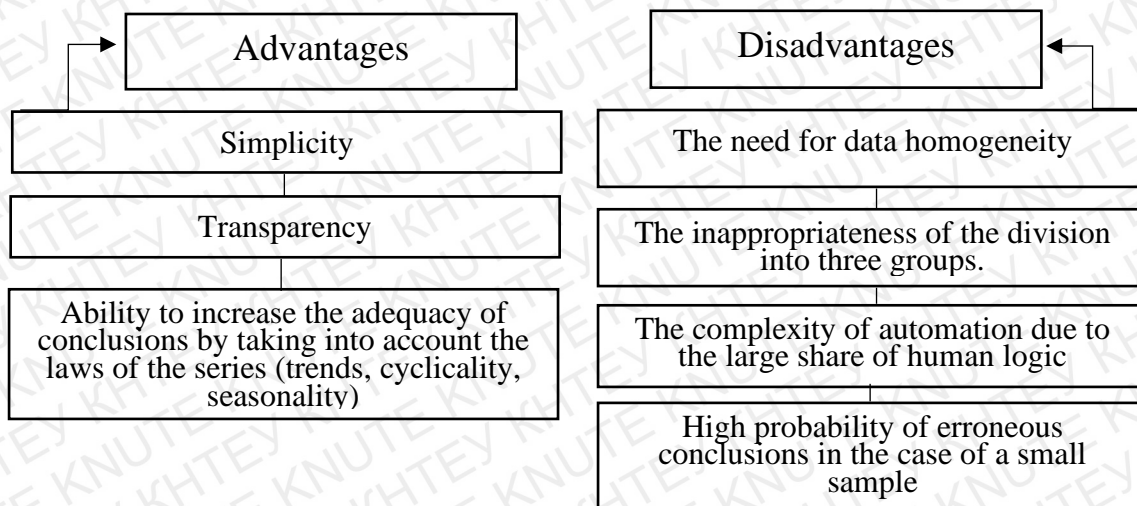 Advantages
Simplicity
Transparency
Ability to increase the adequacy of
conclusions by taking into account the
laws of the series (trends, cyclicality,
seasonality)
Disadvantages
The need for data homogeneity
The inappropriateness of the division
into three groups.
The complexity of automation due to
the large share of human logic
High probability of erroneous
conclusions in the case of a small
sample